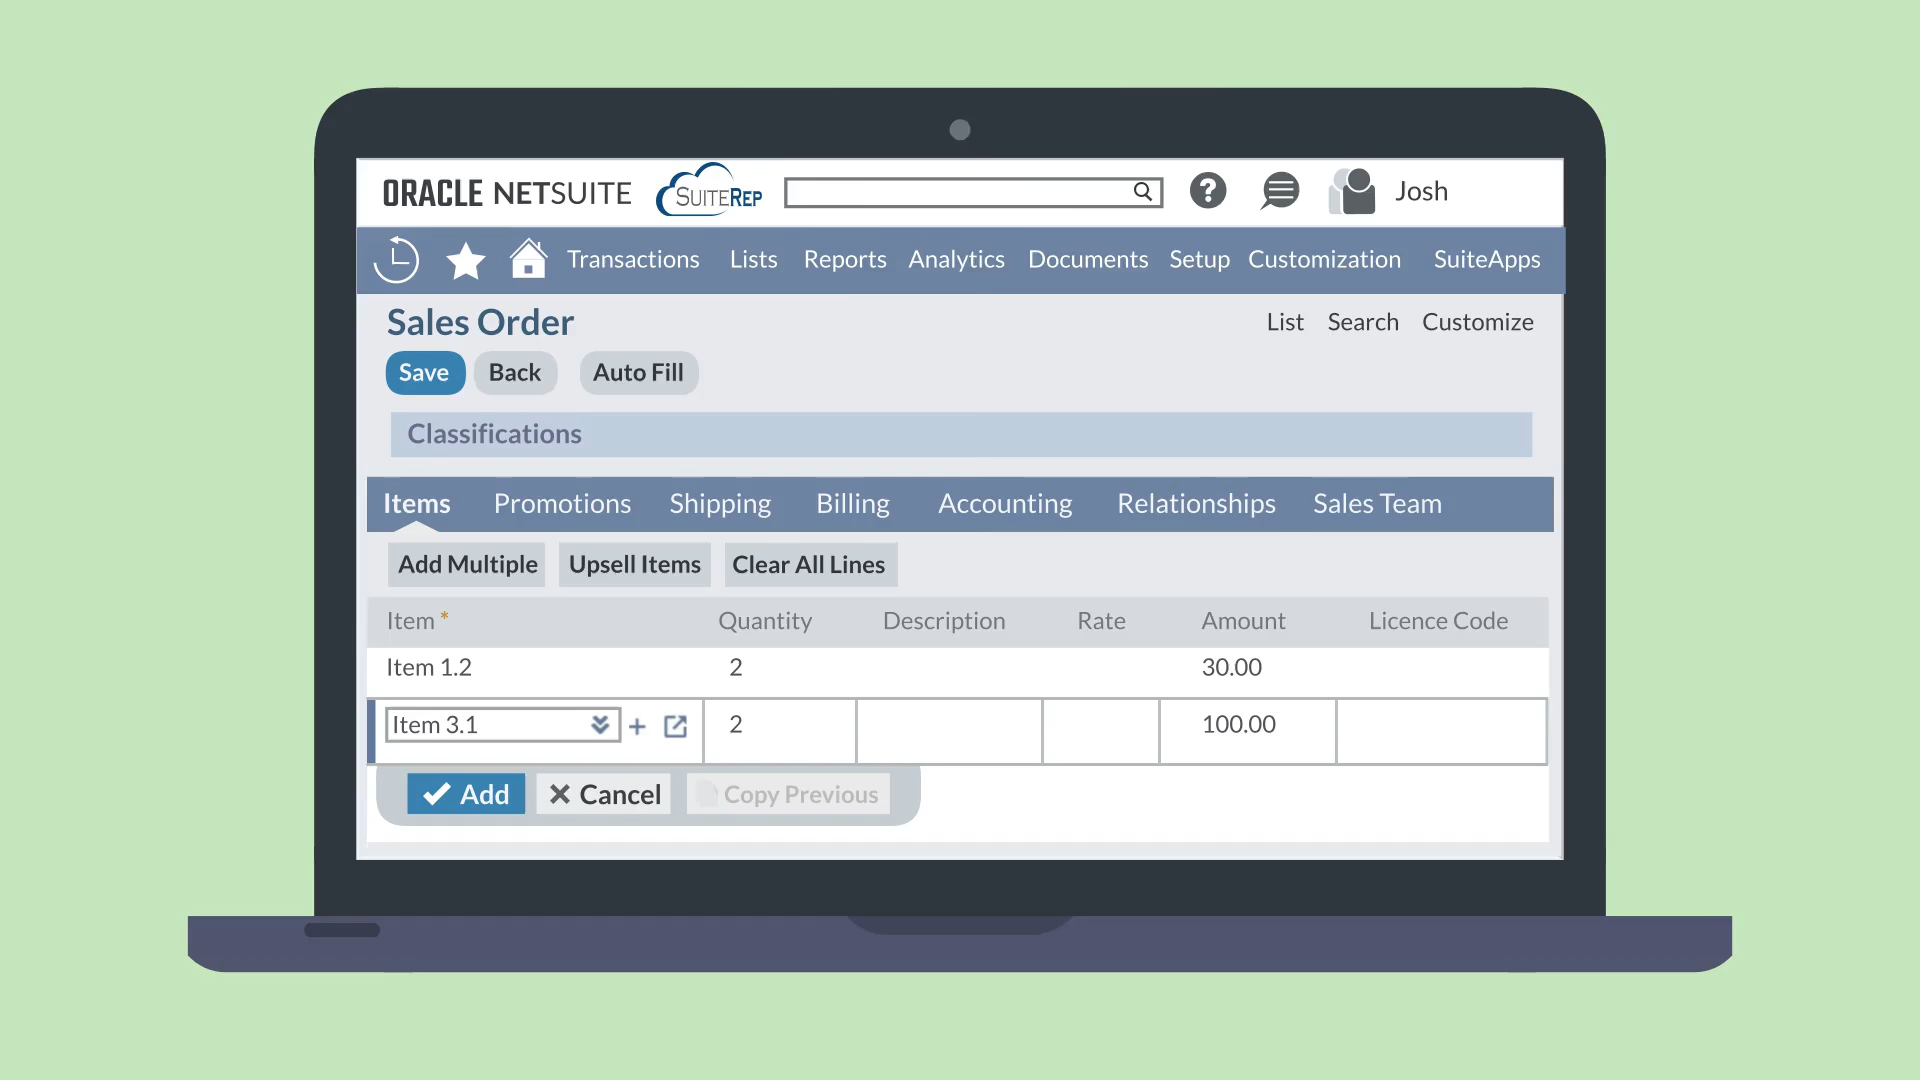 ORACLE NETSUITE SUITEREP Josh
Transactions Lists Reports Analytics Documents Setup Customization SuiteApps
Sales Order List Search Customize
Save Back Auto Fill
Classifications
Items Promotions Shipping Billing Accounting Relationships Sales Team
Add Multiple Upsell Items Clear All Lines
Item * Quantity Description Rate Amount Licence Code
Item 1.2 2 30.00
Item 3.1 2 100.00
Add Cancel Copy Previous